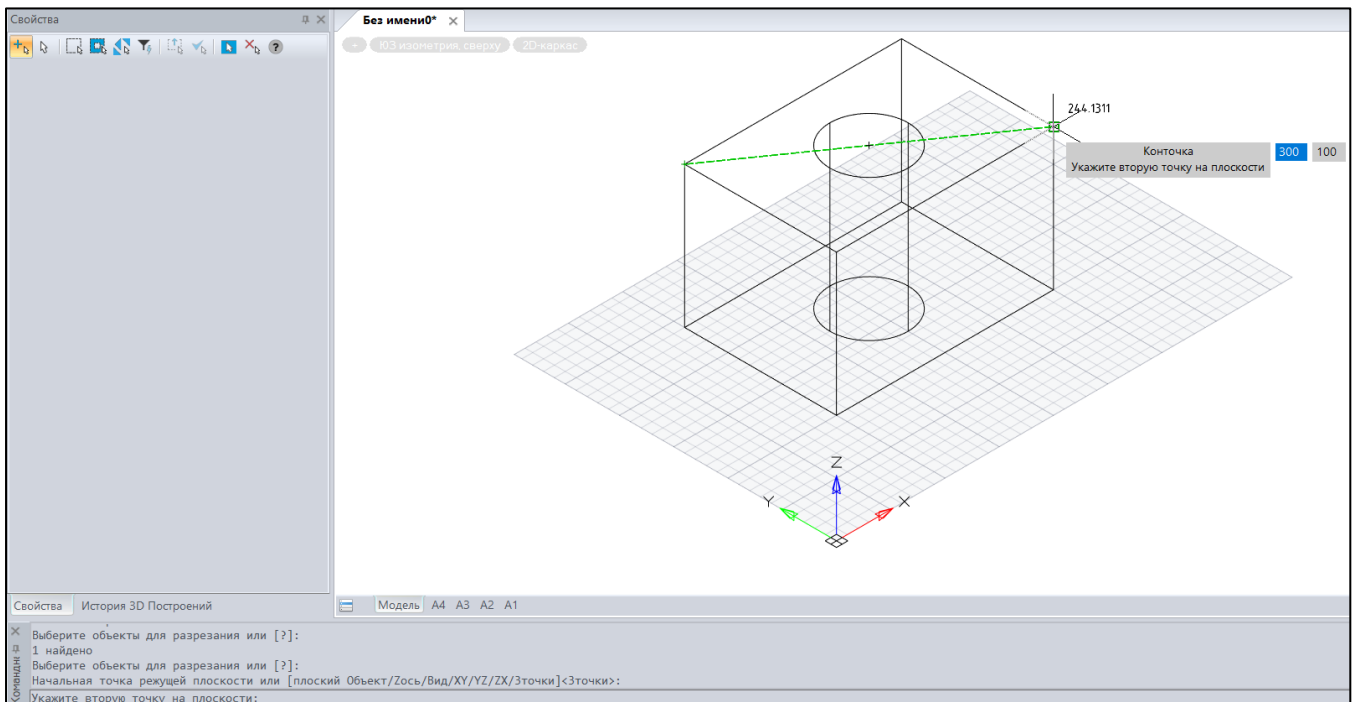 Свойства
Без имени0*
ЮЗ изометрия, сверху
2D-каркас
244.1311
Конточка
300 100
Укажите вторую точку на плоскости
Z
Y
X
Свойства История 3D Построений
Модель A4 A3 A2 A1
Выберите объекты для разрезания или [?]:
1 найдено
Выберите объекты для разрезания или [?]:
Начальная точка режущей плоскости или [плоский Объект/Zось/Вид/XY/YZ/ZX/3точки]<3точки>:
Укажите вторую точку на плоскости: